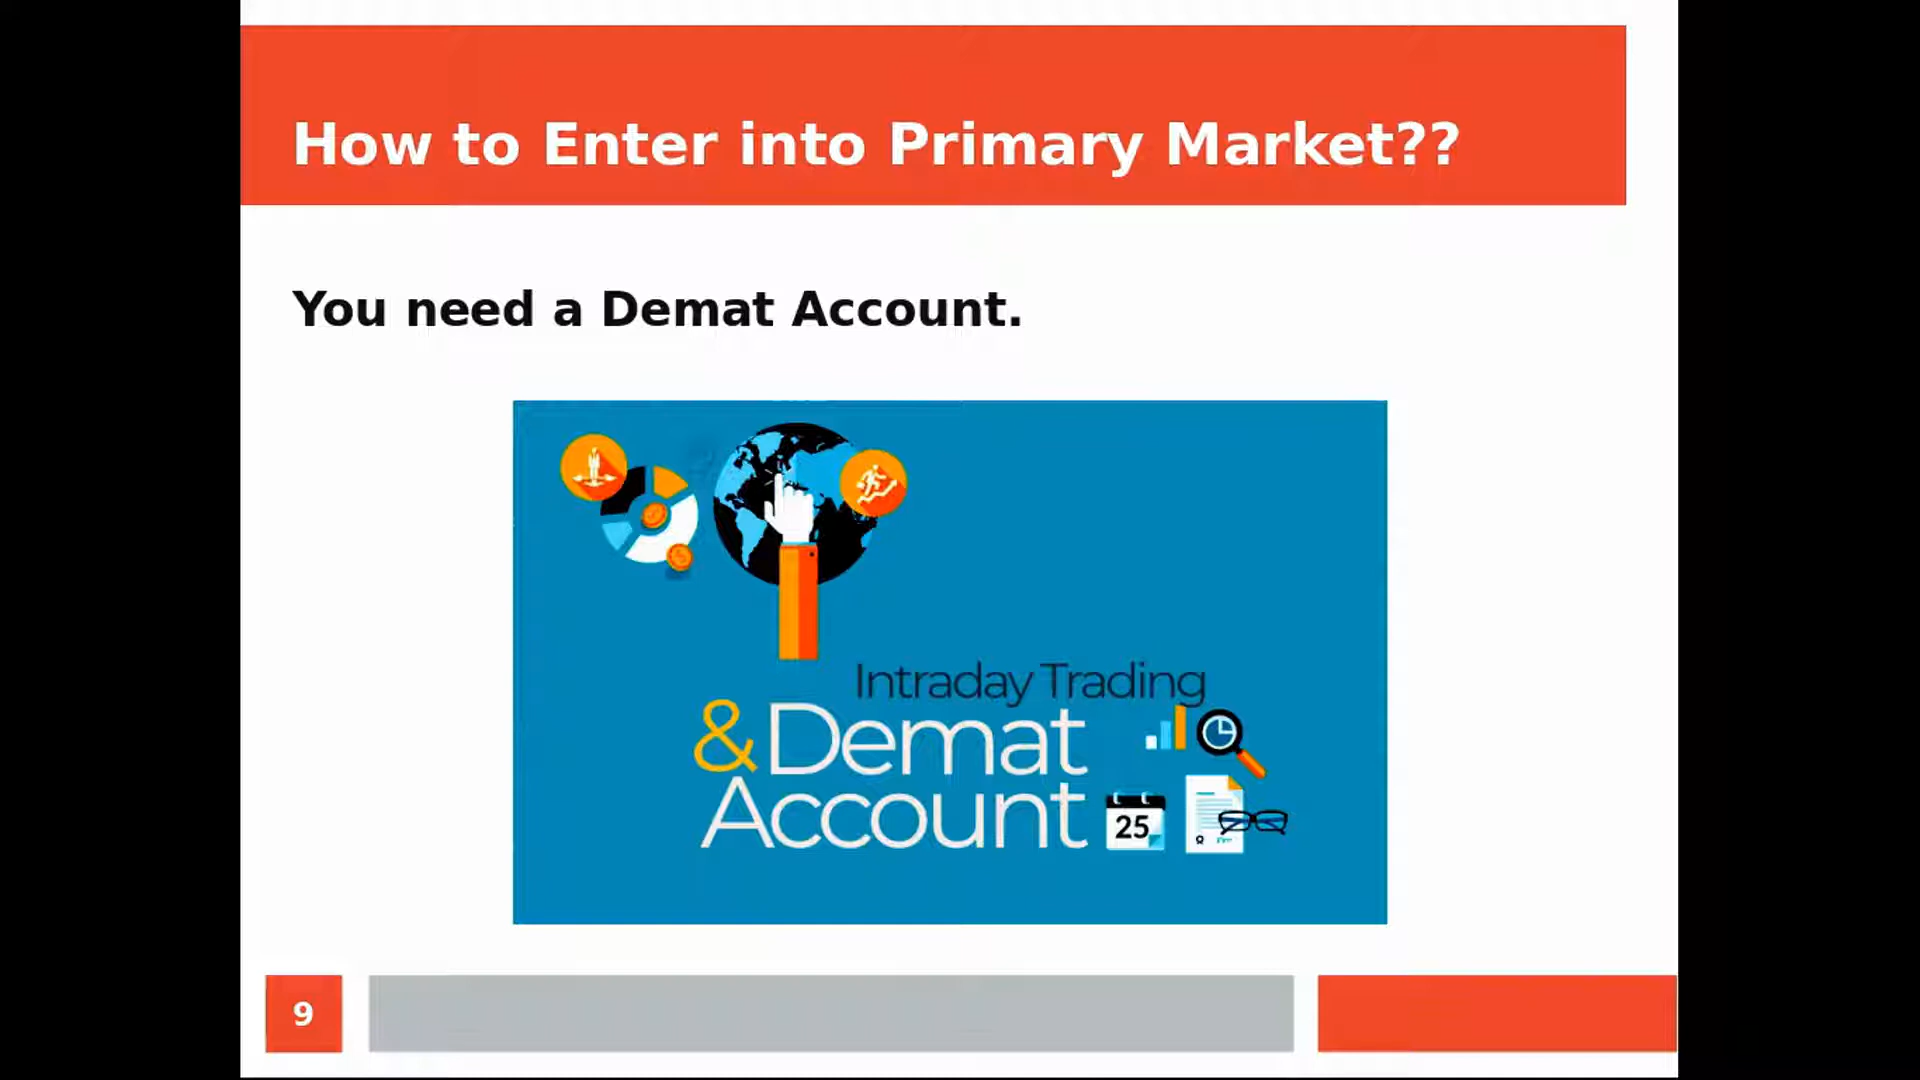 How to Enter into Primary Market??
You need a Demat Account.
Intraday Trading
& Demat
Account
25
9